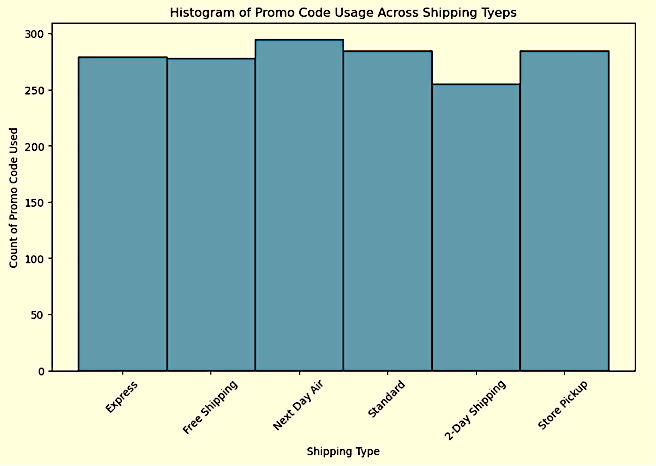 Histogram of Promo Code Usage Across Shipping Tyeps
Count of Promo Code Used
300
250
200
150
100
50
0
Express
Free Shipping
Next Day Air
Standard
2-Day Shipping
Store Pickup
Shipping Type